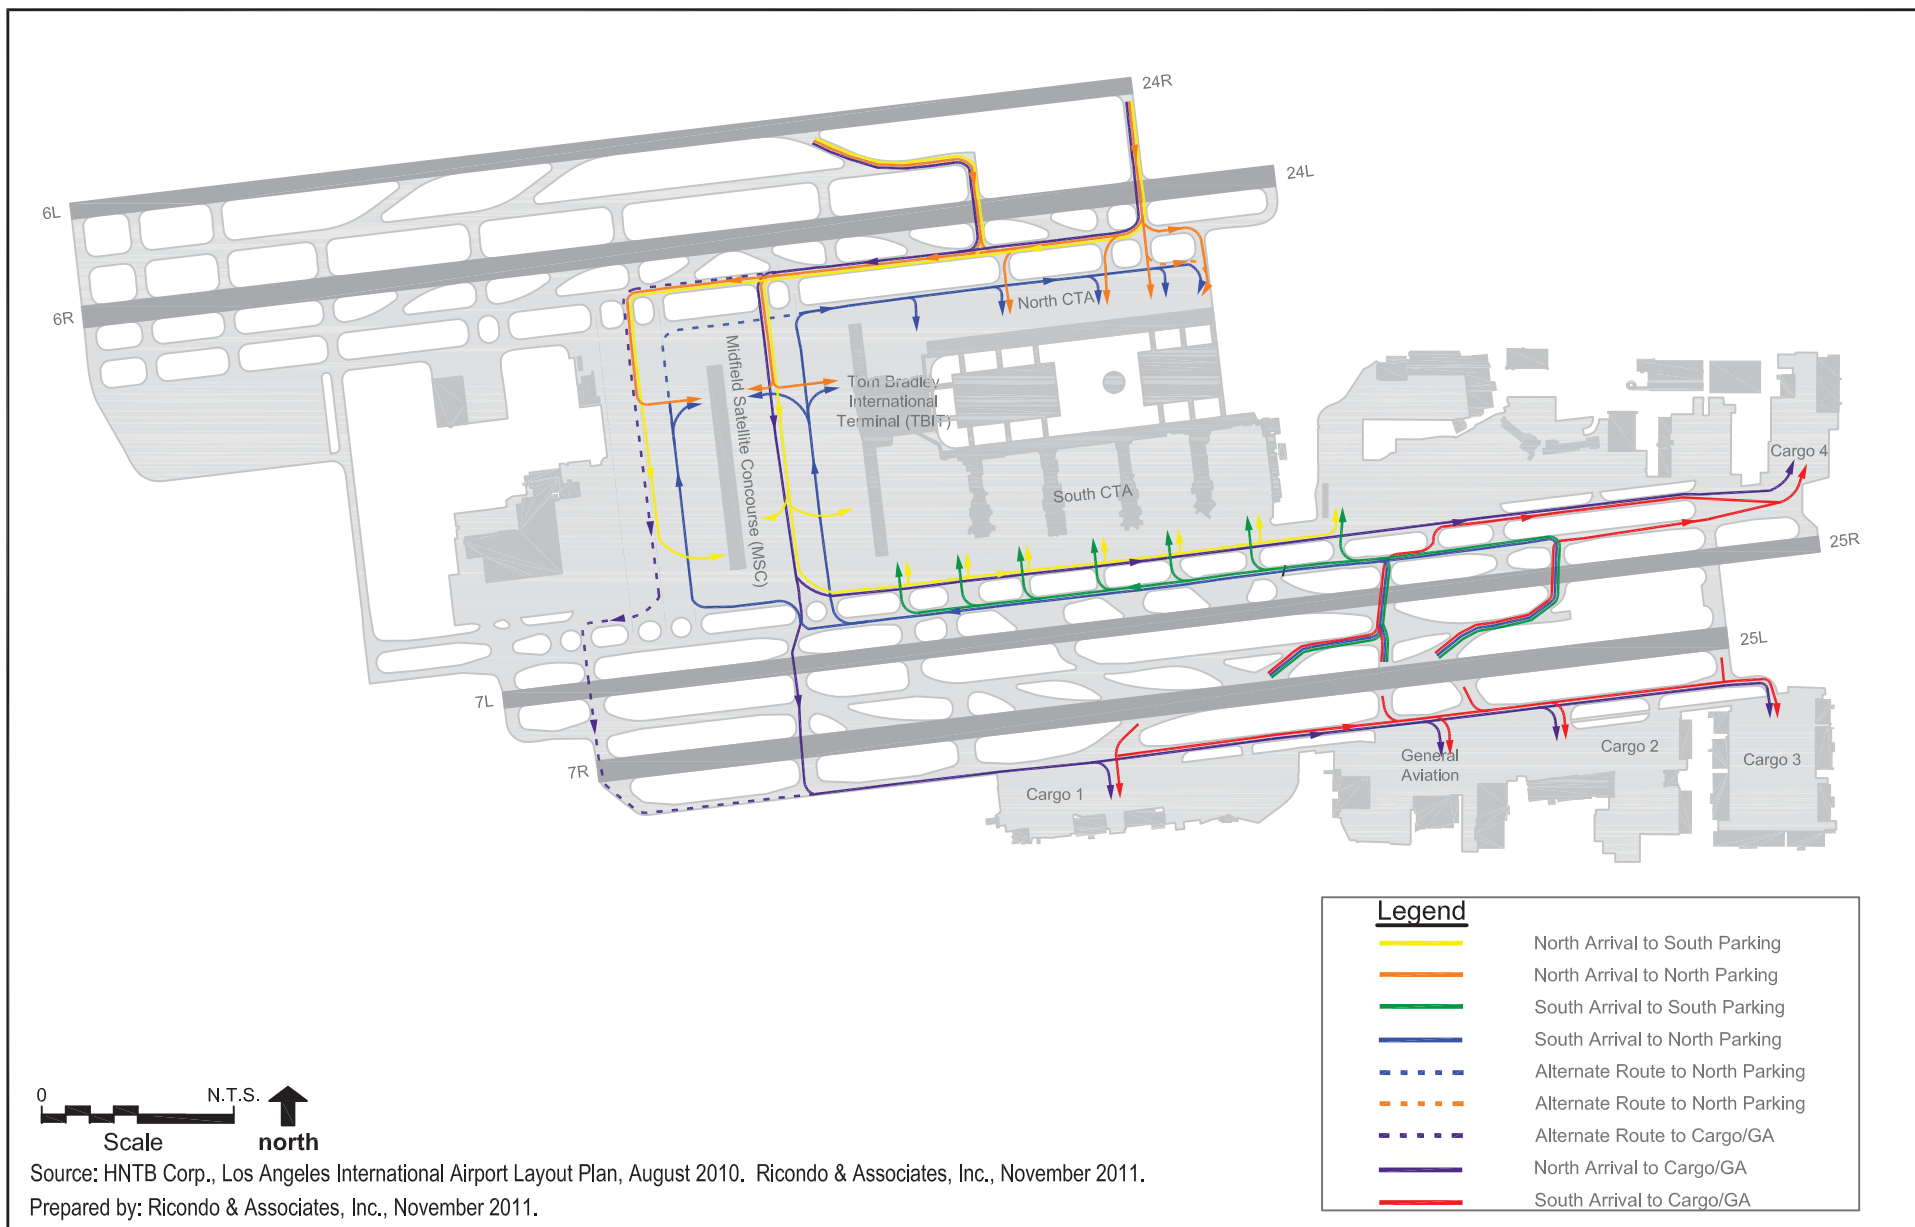 24R
24L
6L
6R
North CTA
Tom Bradley
International
Terminal (TBIT)
Midfield Satellite Concourse (MSC)
South CTA
Cargo 4
25R
25L
7L
7R
General
Aviation
Cargo 1
Cargo 2
Cargo 3
Legend
North Arrival to South Parking
North Arrival to North Parking
South Arrival to South Parking
South Arrival to North Parking
Alternate Route to North Parking
Alternate Route to North Parking
Alternate Route to Cargo/GA
North Arrival to Cargo/GA
South Arrival to Cargo/GA
0 N.T.S.
Scale
north
Source: HNTB Corp., Los Angeles International Airport Layout Plan, August 2010. Ricondo & Associates, Inc., November 2011.
Prepared by: Ricondo & Associates, Inc., November 2011.